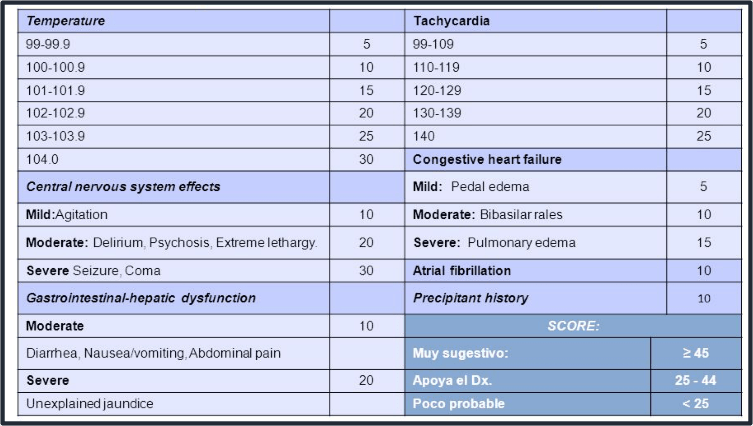 Temperature Tachycardia
99-99.9 5 99-109 5
100-100.9 10 110-119 10
101-101.9 15 120-129 15
102-102.9 20 130-139 20
103-103.9 25 140 25
104.0 30 Congestive heart failure
Central nervous system effects Mild: Pedal edema 5
Mild:Agitation 10 Moderate: Bibasilar rales 10
Moderate: Delirium, Psychosis, Extreme lethargy. 20 Severe: Pulmonary edema 15
Severe Seizure, Coma 30 Atrial fibrillation 10
Gastrointestinal-hepatic dysfunction Precipitant history 10
Moderate 10 SCORE:
Diarrhea, Nausea/vomiting, Abdominal pain Muy sugestivo: ≥ 45
Severe 20 Apoya el Dx. 25 - 44
Unexplained jaundice Poco probable < 25